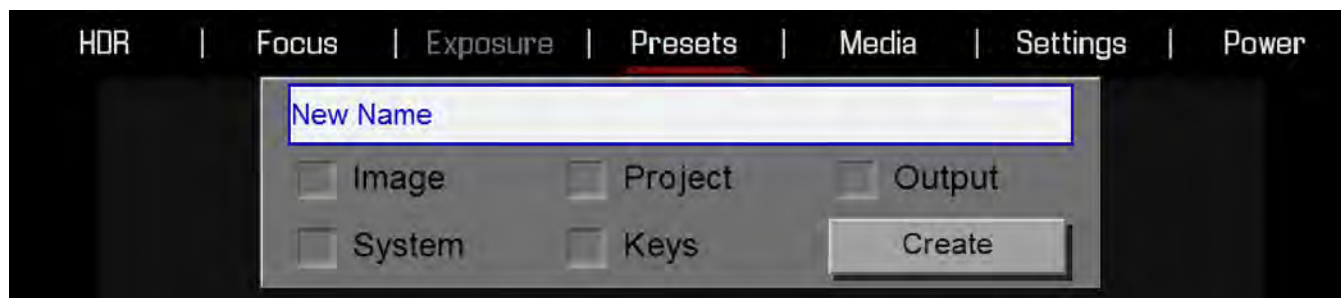 HDR | Focus | Exposure | Presets | Media | Settings | Power
New Name
Image Project Output
System Keys Create